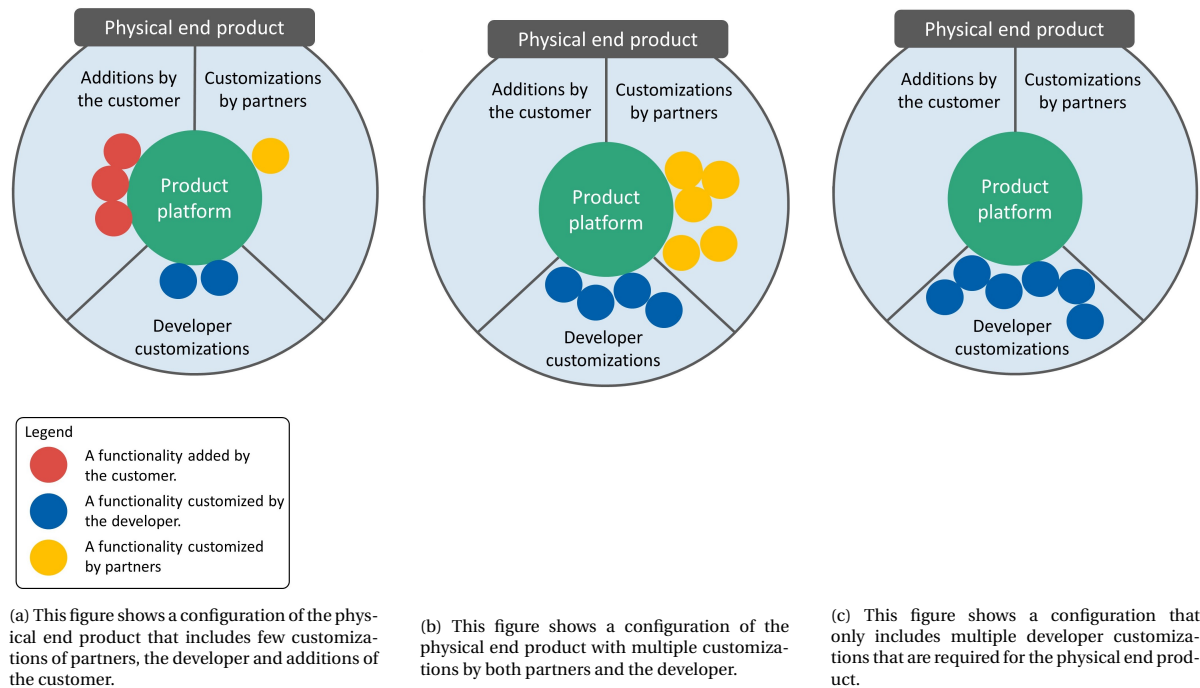 Physical end product
Additions by
the customer
Customizations
by partners
Product
platform
Developer
customizations
Physical end product
Additions by
the customer
Customizations
by partners
Product
platform
Developer
customizations
Physical end product
Additions by
the customer
Customizations
by partners
Product
platform
Developer
customizations
Legend
A functionality added by
the customer.
A functionality customized by
the developer.
A functionality customized
by partners
(a) This figure shows a configuration of the phys-
ical end product that includes few customiza-
tions of partners, the developer and additions of
the customer.
(b) This figure shows a configuration of the
physical end product with multiple customiza-
tions by both partners and the developer.
(c) This figure shows a configuration that
only includes multiple developer customiza-
tions that are required for the physical end prod-
uct.